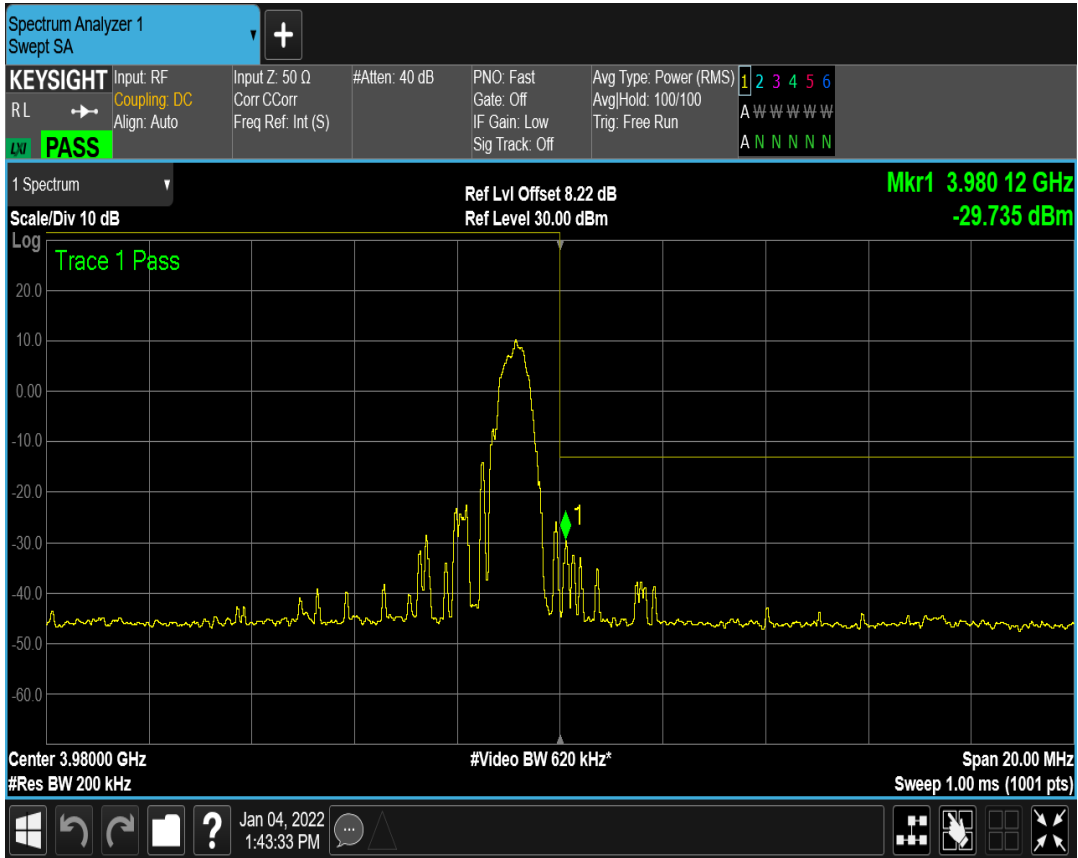 Spectrum Analyzer 1
Swept SA
KEYSIGHT
R L
LXI PASS
Input: RF
Coupling: DC
Align: Auto
Input Z: 50 Ω
Corr CCorr
Freq Ref: Int (S)
#Atten: 40 dB
PNO: Fast
Gate: Off
IF Gain: Low
Sig Track: Off
Avg Type: Power (RMS)
Avg|Hold: 100/100
Trig: Free Run
1 2 3 4 5 6
A W W W W W
A N N N N N
1 Spectrum
Scale/Div 10 dB
Ref Lvl Offset 8.22 dB
Ref Level 30.00 dBm
Mkr1 3.980 12 GHz
-29.735 dBm
Log
Trace 1 Pass
20.0
10.0
0.00
-10.0
-20.0
1
-30.0
-40.0
-50.0
-60.0
Center 3.98000 GHz
#Res BW 200 kHz
#Video BW 620 kHz*
Span 20.00 MHz
Sweep 1.00 ms (1001 pts)
?
Jan 04, 2022
1:43:33 PM